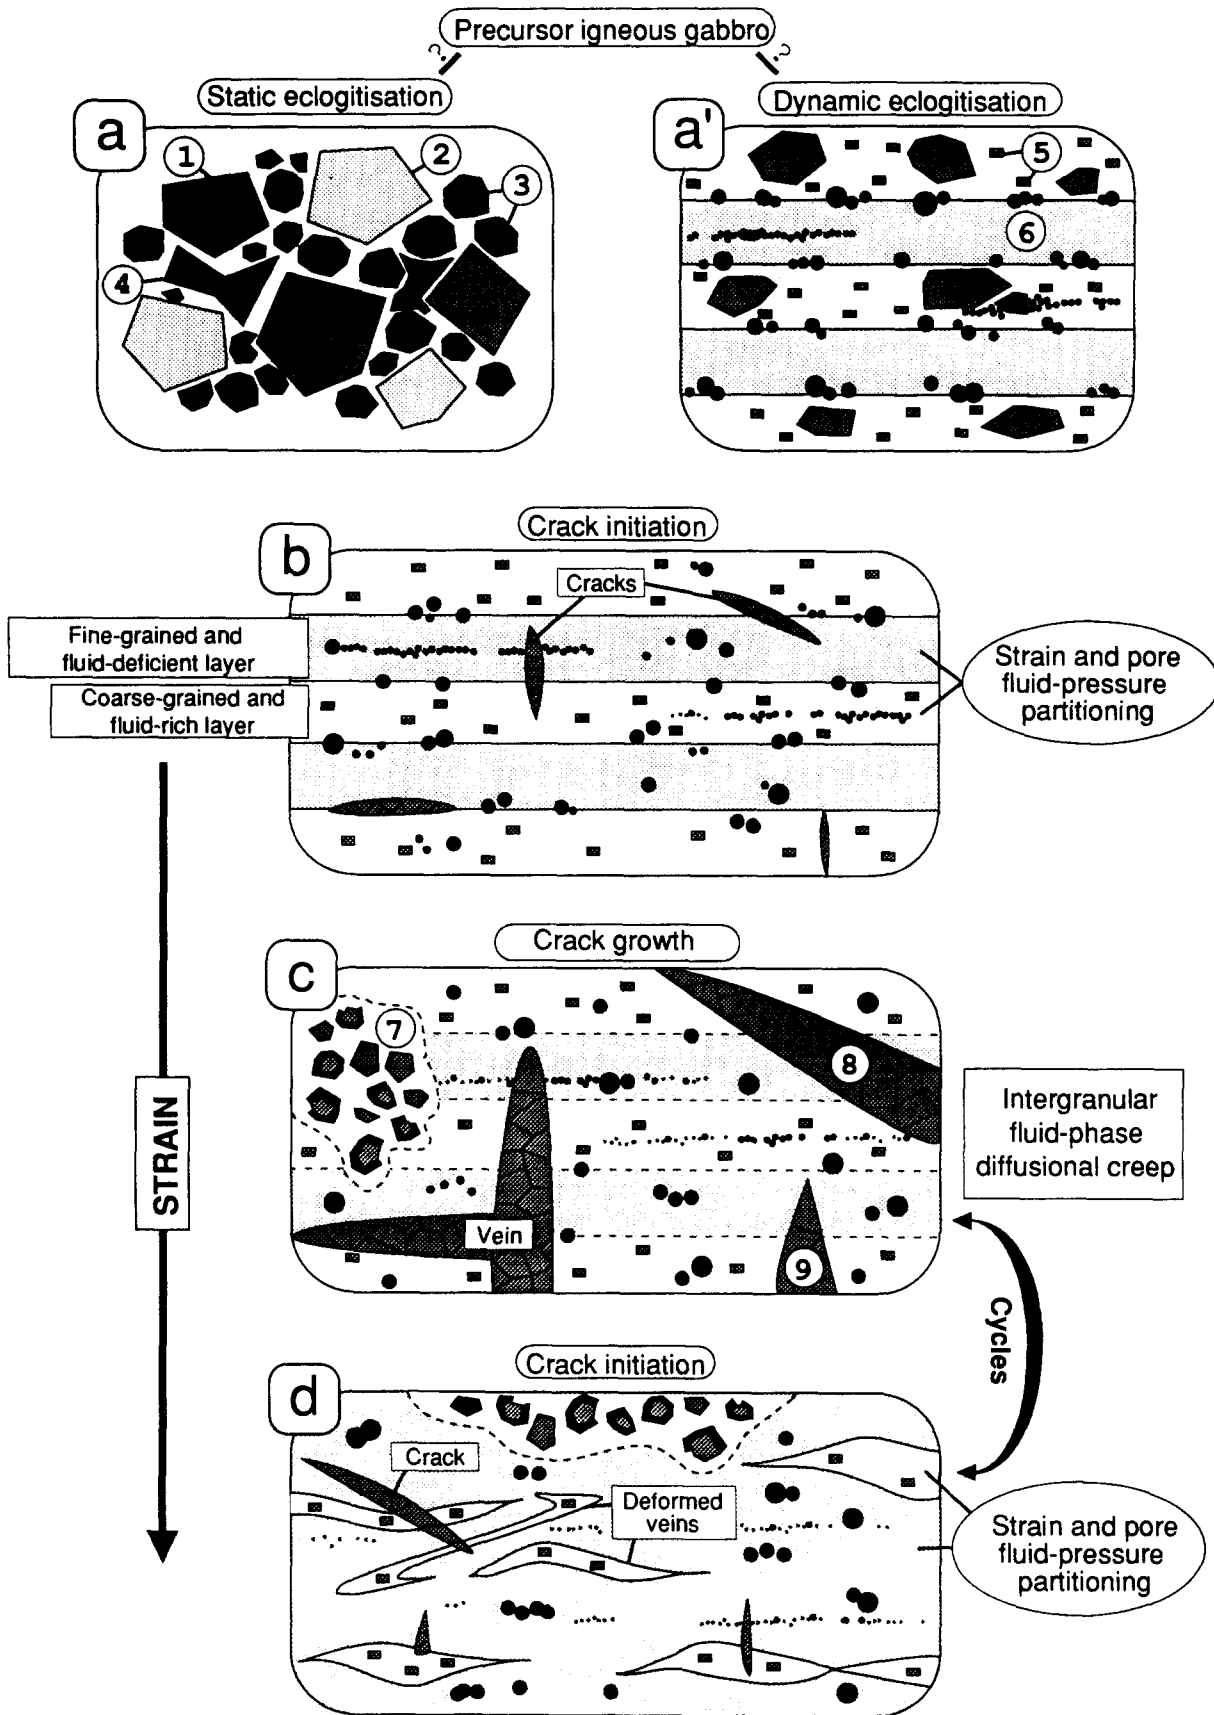 Precursor igneous gabbro
?
?
Static eclogitisation
Dynamic eclogitisation
a
a'
1
2
3
4
5
6
Crack initiation
b
Cracks
Fine-grained and
fluid-deficient layer
Coarse-grained and
fluid-rich layer
Strain and pore
fluid-pressure
partitioning
Crack growth
c
7
8
9
Vein
STRAIN
Intergranular
fluid-phase
diffusional creep
Cycles
Crack initiation
d
Crack
Deformed
veins
Strain and pore
fluid-pressure
partitioning